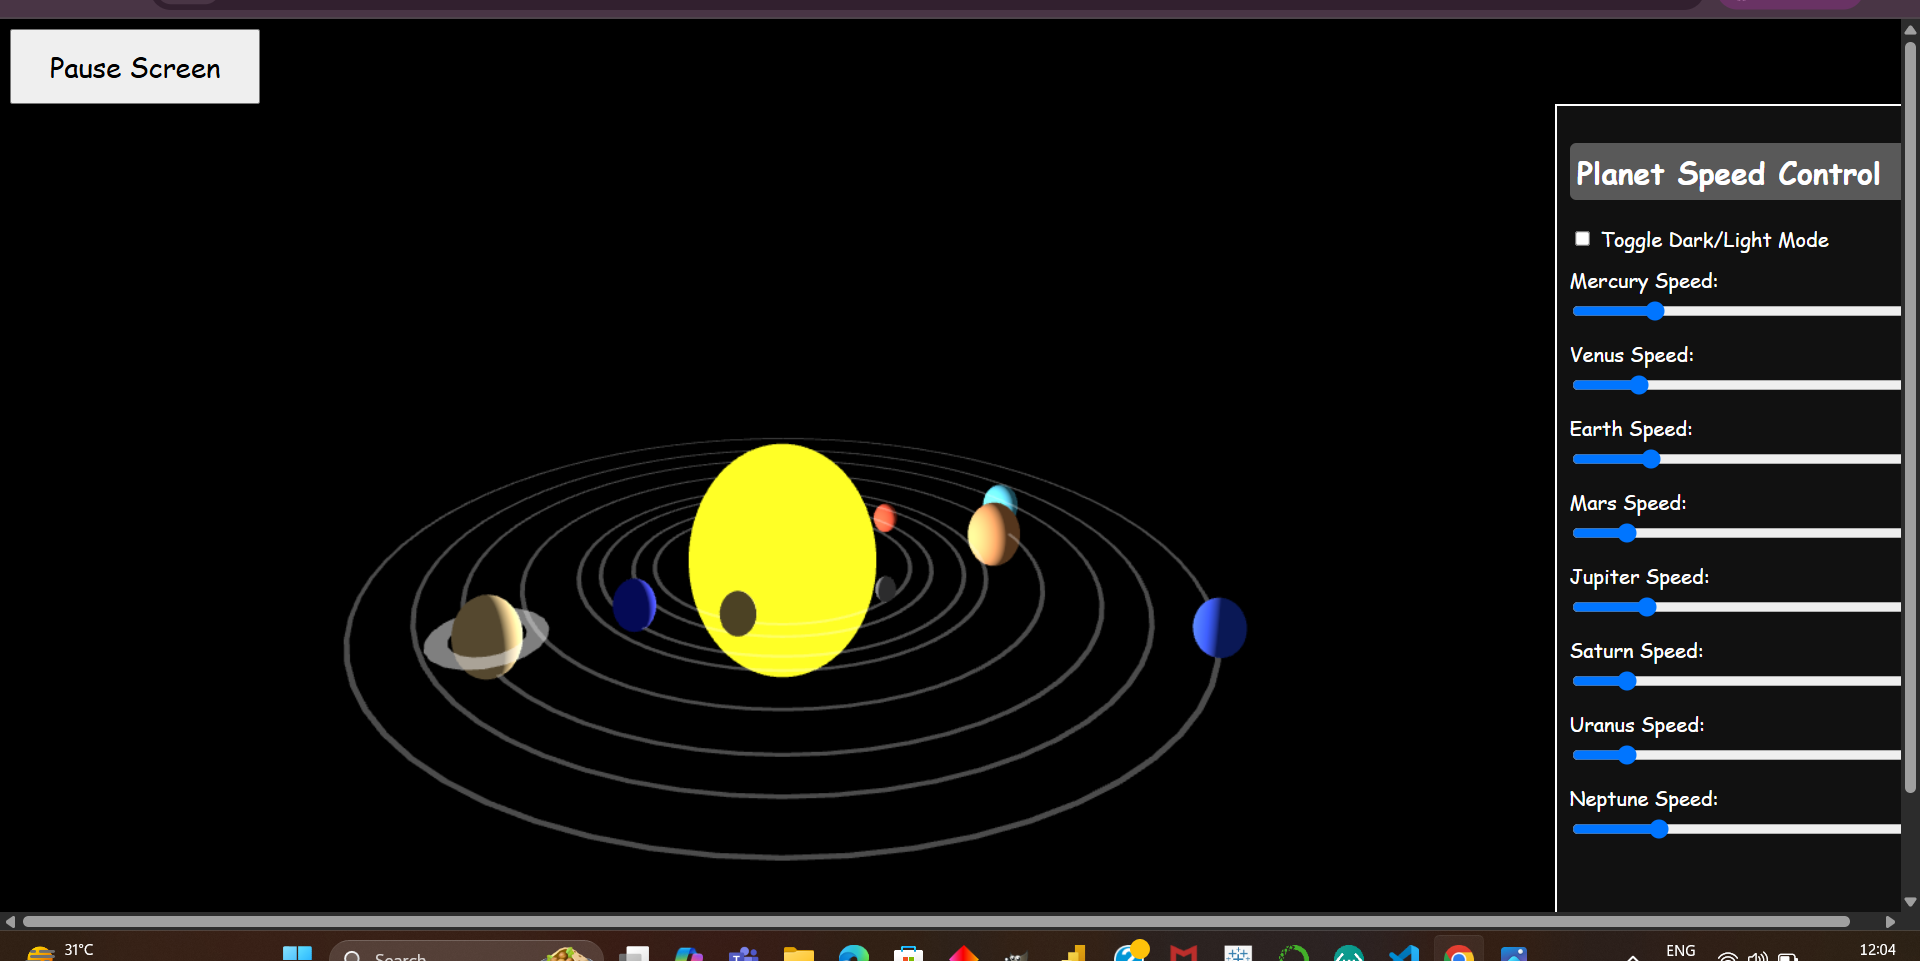 Pause Screen
Planet Speed Control
Toggle Dark/Light Mode
Mercury Speed:
Venus Speed:
Earth Speed:
Mars Speed:
Jupiter Speed:
Saturn Speed:
Uranus Speed:
Neptune Speed:
31°C
Search
ENG
12:04